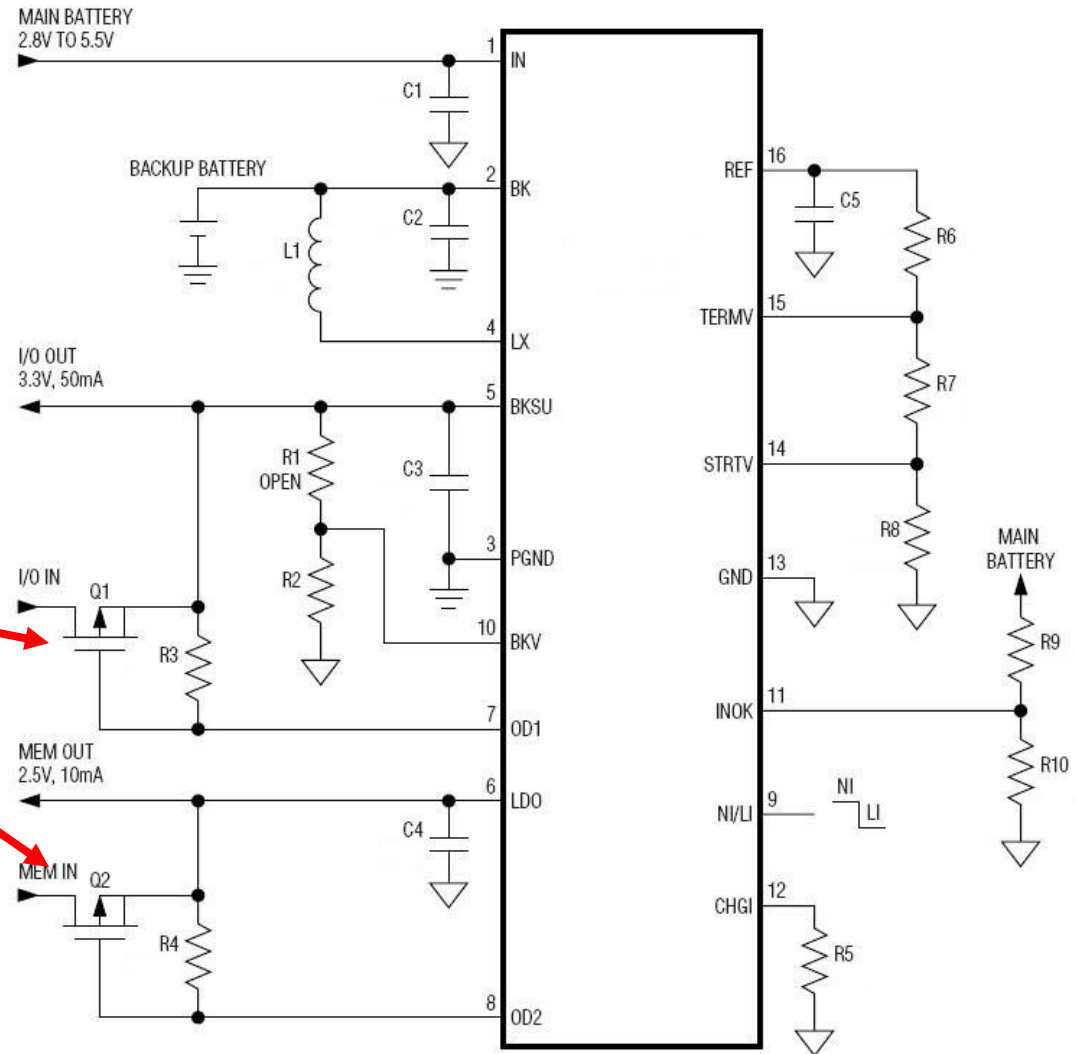 MAIN BATTERY
2.8V TO 5.5V
1
IN
C1
BACKUP BATTERY
2
BK
C2
L1
4
LX
I/O OUT
3.3V, 50mA
5
BKSU
R1
OPEN
C3
3
PGND
I/O IN
Q1
R2
10
BKV
R3
7
OD1
MEM OUT
2.5V, 10mA
6
LDO
C4
MEM IN
Q2
R4
8
OD2
REF
16
C5
R6
TERMV
15
R7
STRTV
14
R8
GND
13
MAIN
BATTERY
R9
INOK
11
R10
NI/LI
9
NI
LI
CHGI
12
R5